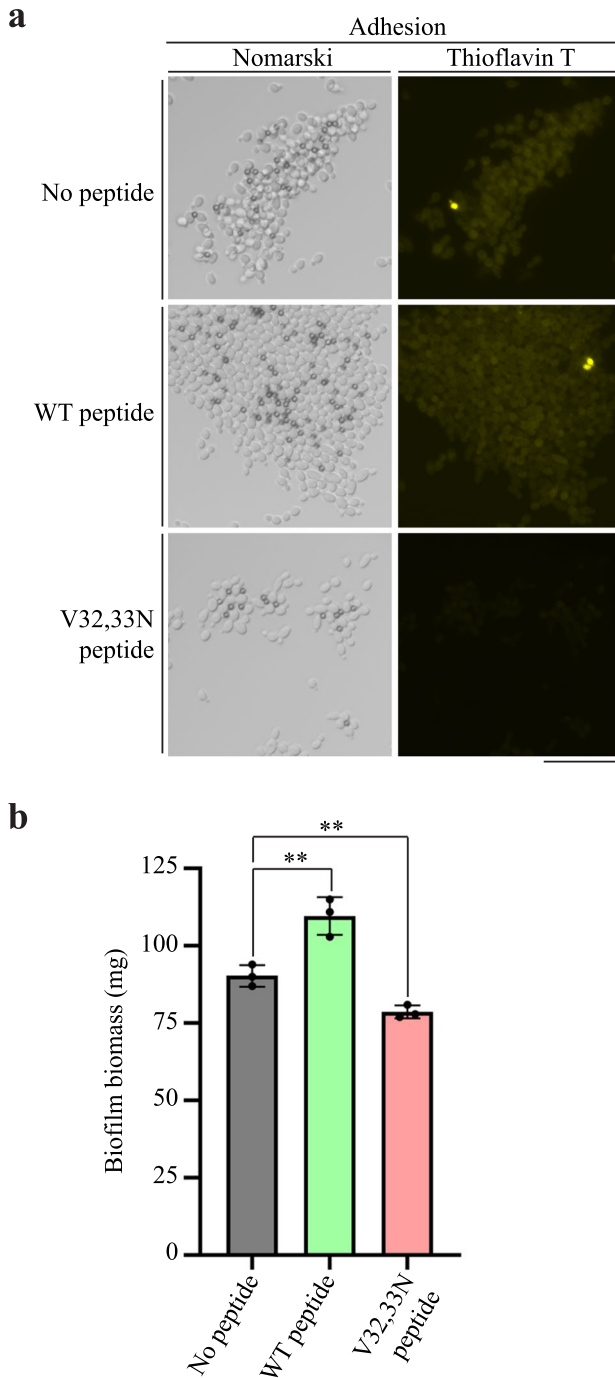 a
Adhesion
Nomarski
Thioflavin T
No peptide
WT peptide
V32,33N
peptide
b
**
**
125
100
75
50
25
0
Biofilm biomass (mg)
No peptide
WT peptide
V32,33N
peptide